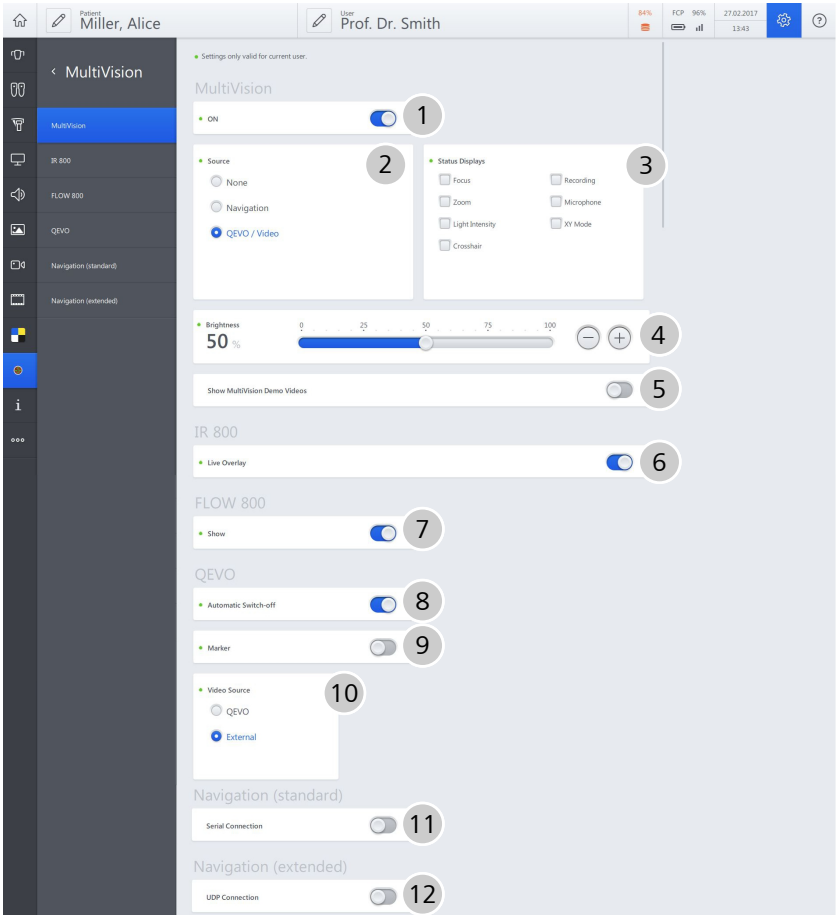 Patient
Miller, Alice
User
Prof. Dr. Smith
84%
FCP 96%
27.02.2017
13:43
?
< MultiVision
MultiVision
IR 800
FLOW 800
QEVO
Navigation (standard)
Navigation (extended)
i
Settings only valid for current user.
MultiVision
ON
1
Source
2
None
Navigation
QEVO / Video
Status Displays
3
Focus
Recording
Zoom
Microphone
Light Intensity
XY Mode
Crosshair
Brightness
50 %
0 25 50 75 100
4
Show MultiVision Demo Videos
5
IR 800
Live Overlay
6
FLOW 800
Show
7
QEVO
Automatic Switch-off
8
Marker
9
Video Source
10
QEVO
External
Navigation (standard)
Serial Connection
11
Navigation (extended)
UDP Connection
12